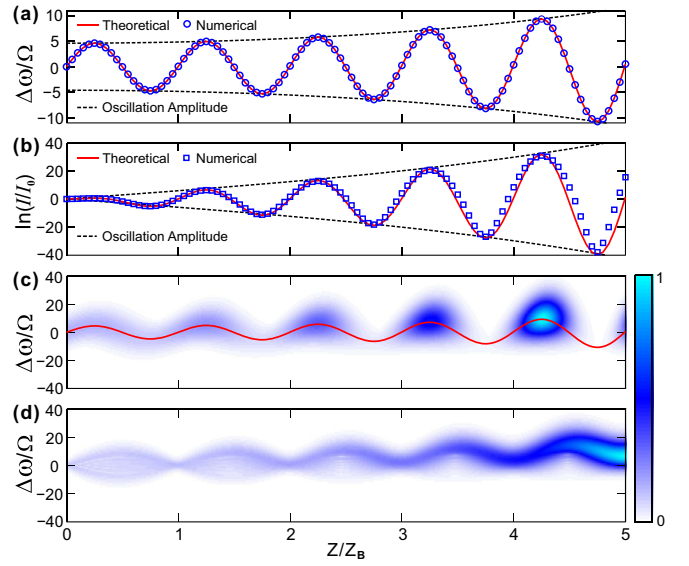 (a)
10
5
0
-5
-10
Δω/Ω
Theoretical Numerical
Oscillation Amplitude
(b)
40
20
0
-20
-40
ln(I/I₀)
Theoretical Numerical
Oscillation Amplitude
(c)
40
20
0
-20
-40
Δω/Ω
1
0
(d)
40
20
0
-20
-40
Δω/Ω
0 1 2 3 4 5
Z/Z_B